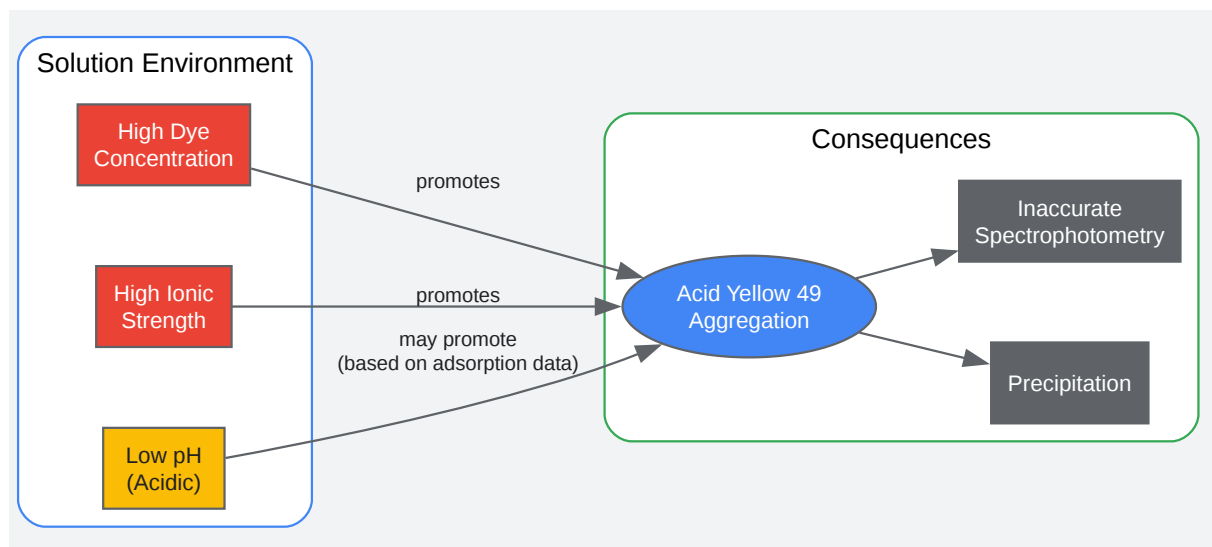 Solution Environment
High Dye
Concentration
High Ionic
Strength
Low pH
(Acidic)
promotes
promotes
may promote
(based on adsorption data)
Consequences
Acid Yellow 49
Aggregation
Inaccurate
Spectrophotometry
Precipitation